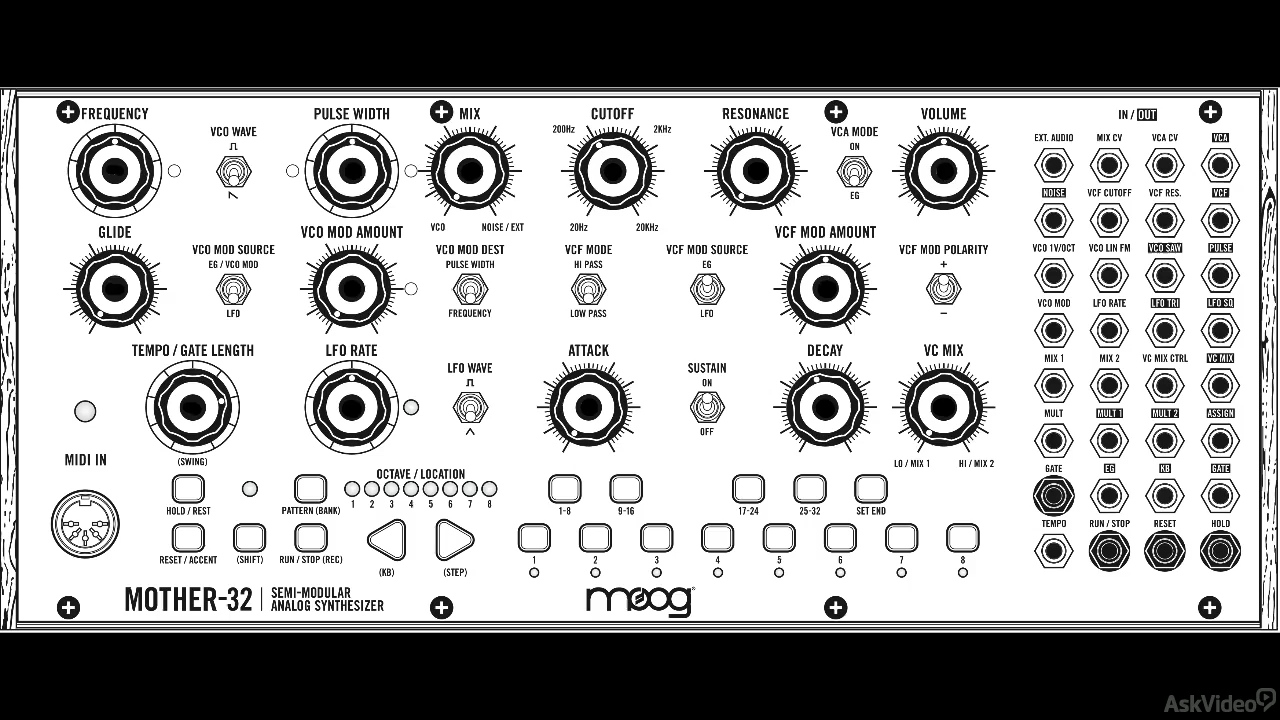 FREQUENCY
VCO WAVE
PULSE WIDTH
MIX
CUTOFF
RESONANCE
VCA MODE
VOLUME
IN / OUT
200Hz
2KHz
ON
EG
VCO
NOISE / EXT
20Hz
20KHz
EXT. AUDIO
MIX CV
VCA CV
VCA
NOISE
VCF CUTOFF
VCF RES.
VCF
GLIDE
VCO MOD SOURCE
EG / VCO MOD
LFO
VCO MOD AMOUNT
VCO MOD DEST
PULSE WIDTH
FREQUENCY
VCF MODE
HI PASS
LOW PASS
VCF MOD SOURCE
EG
LFO
VCF MOD AMOUNT
VCF MOD POLARITY
+
−
VCO 1V/OCT
VCO LIN FM
VCO SAW
PULSE
VCO MOD
LFO RATE
LFO TRI
LFO SQ
TEMPO / GATE LENGTH
(SWING)
LFO RATE
LFO WAVE
ATTACK
SUSTAIN
ON
OFF
DECAY
VC MIX
LO / MIX 1
HI / MIX 2
MIX 1
MIX 2
VC MIX CTRL
VC MIX
MULT
MULT 1
MULT 2
ASSIGN
MIDI IN
HOLD / REST
PATTERN (BANK)
OCTAVE / LOCATION
1 2 3 4 5 6 7 8
1-8
9-16
17-24
25-32
SET END
GATE
EG
KB
GATE
RESET / ACCENT
(SHIFT)
RUN / STOP (REC)
(KB)
(STEP)
1 2 3 4 5 6 7 8
TEMPO
RUN / STOP
RESET
HOLD
MOTHER-32
SEMI-MODULAR
ANALOG SYNTHESIZER
moog
AskVideo